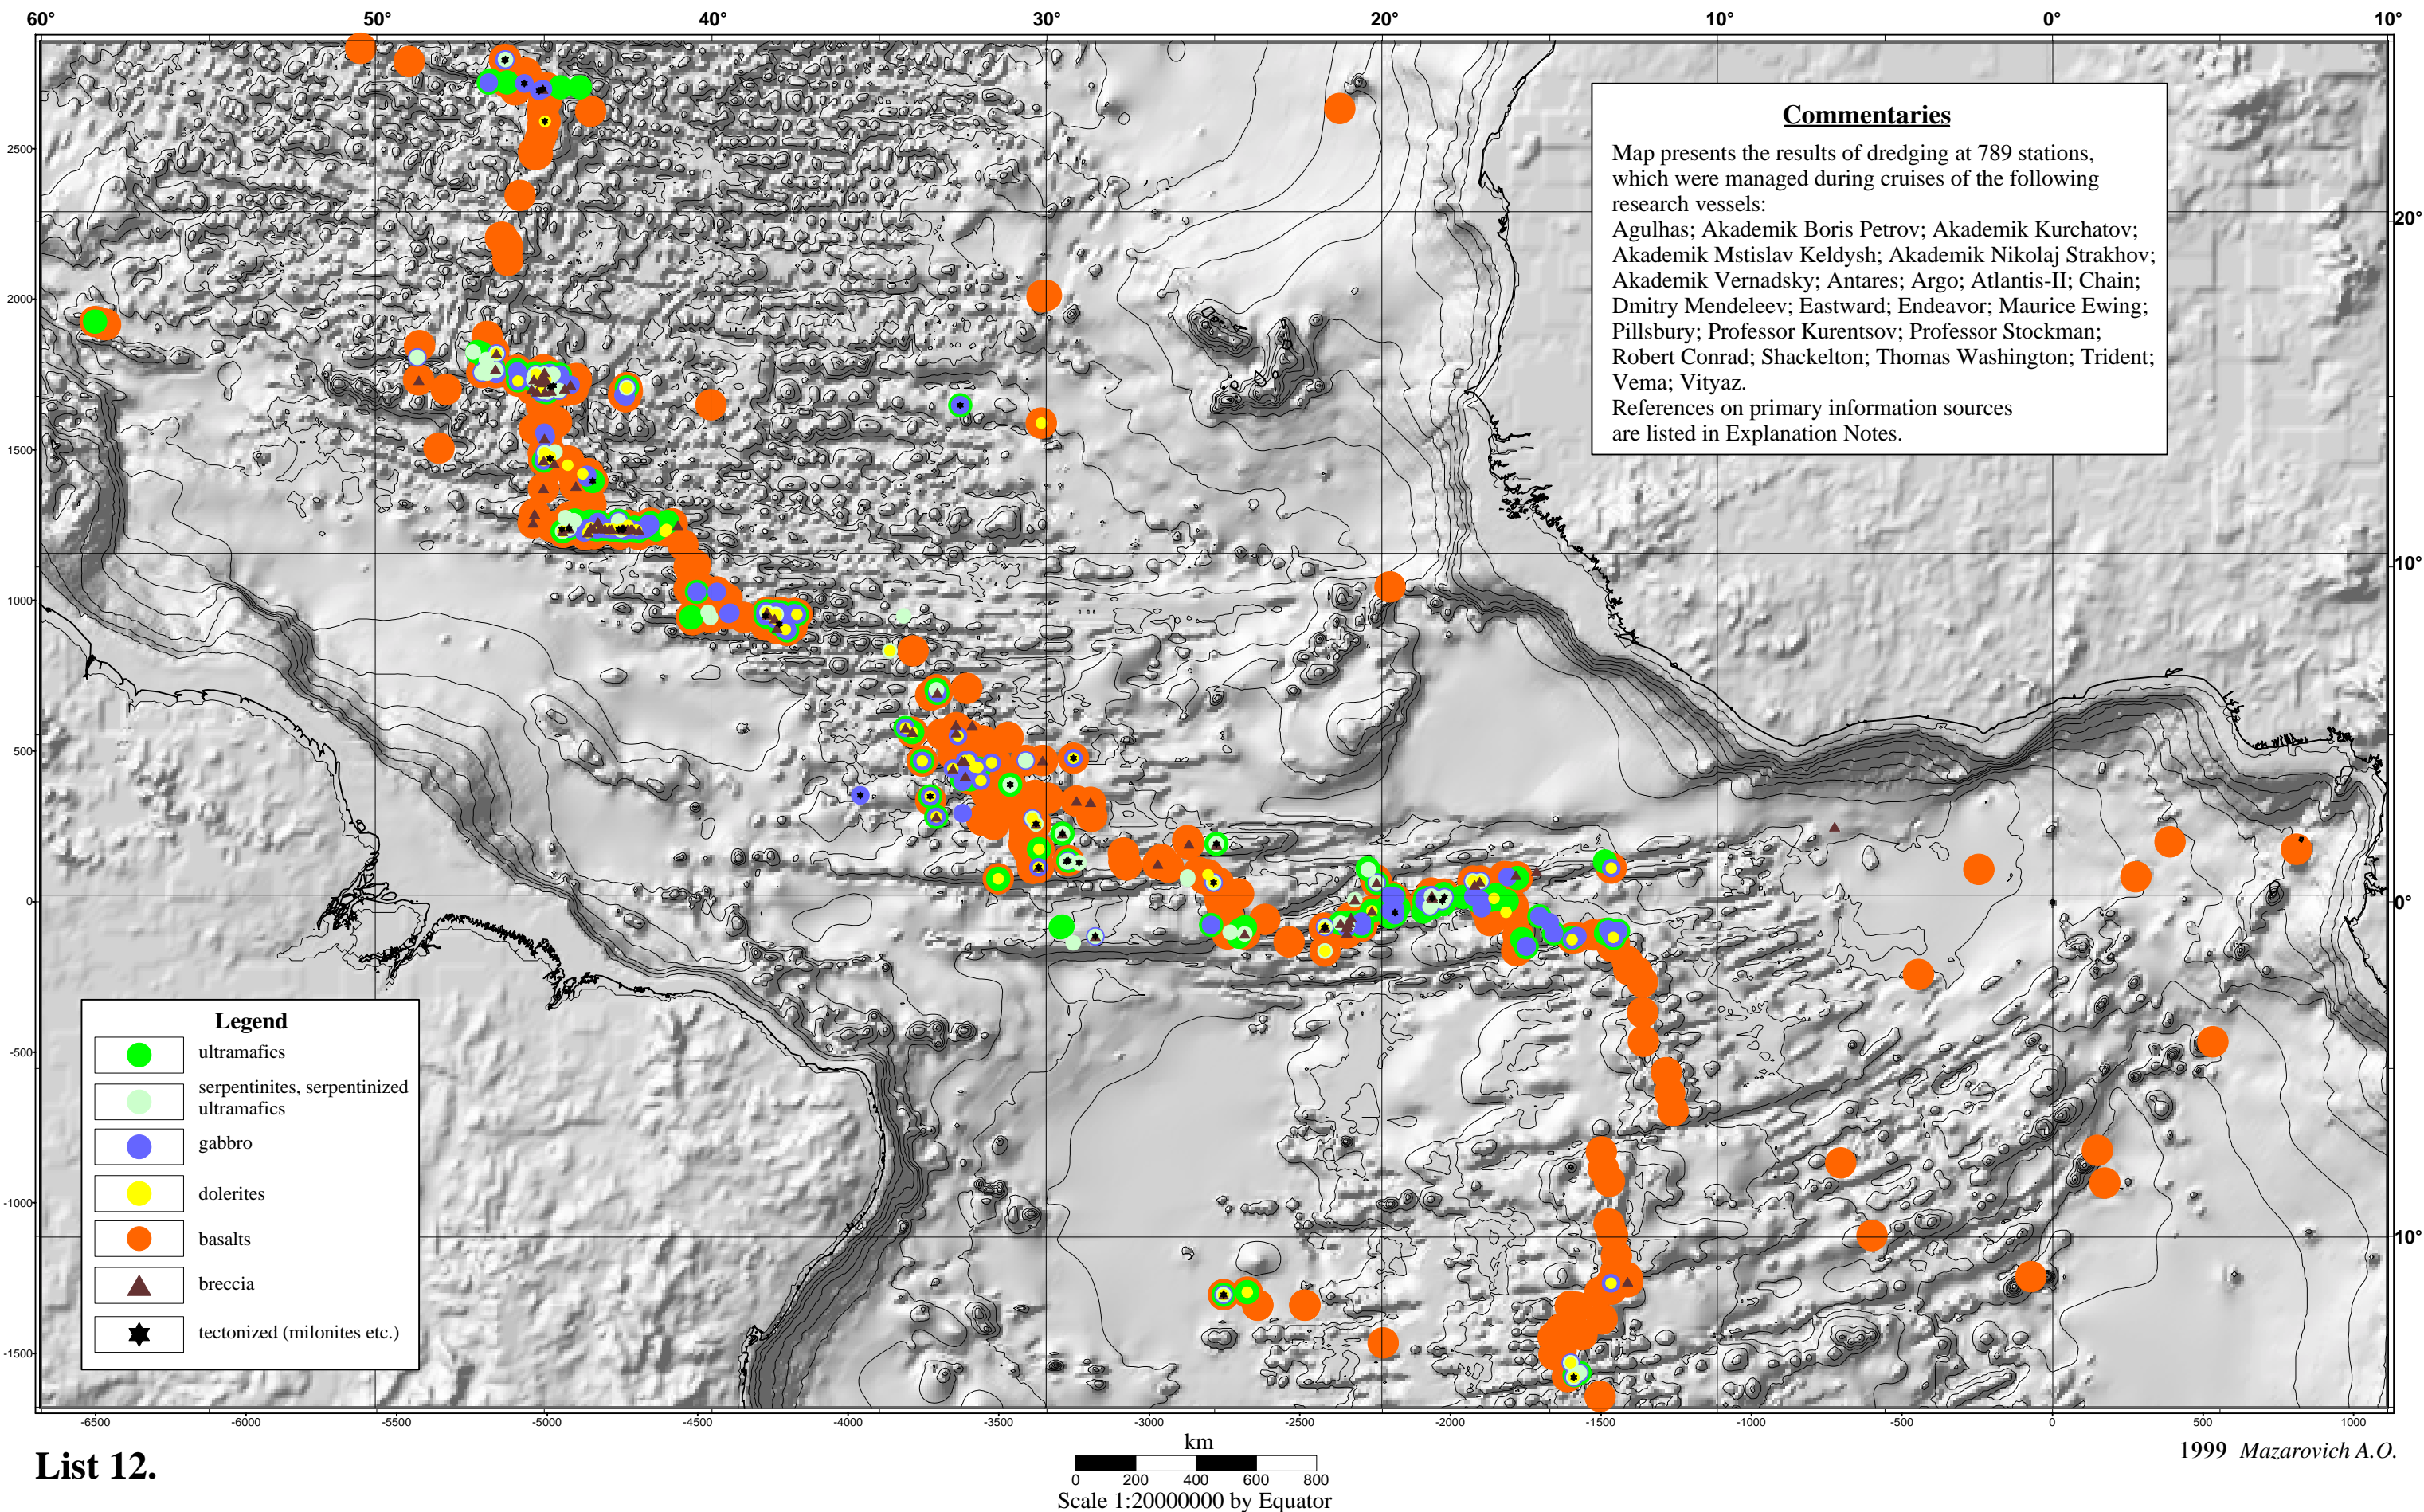 60° 50° 40° 30° 20° 10° 0° 10°
Commentaries
Map presents the results of dredging at 789 stations,
which were managed during cruises of the following
research vessels:
Agulhas; Akademik Boris Petrov; Akademik Kurchatov;
Akademik Mstislav Keldysh; Akademik Nikolaj Strakhov;
Akademik Vernadsky; Antares; Argo; Atlantis-II; Chain;
Dmitry Mendeleev; Eastward; Endeavor; Maurice Ewing;
Pillsbury; Professor Kurentsov; Professor Stockman;
Robert Conrad; Shackelton; Thomas Washington; Trident;
Vema; Vityaz.
References on primary information sources
are listed in Explanation Notes.
2500
2000
1500
1000
500
0
-500
-1000
-1500
20°
10°
0°
10°
Legend
ultramafics
serpentinites, serpentinized
ultramafics
gabbro
dolerites
basalts
breccia
tectonized (milonites etc.)
-6500 -6000 -5500 -5000 -4500 -4000 -3500 -3000 -2500 -2000 -1500 -1000 -500 0 500 -1000
List 12.
km
0 200 400 600 800
Scale 1:20000000 by Equator
1999 Mazarovich A.O.